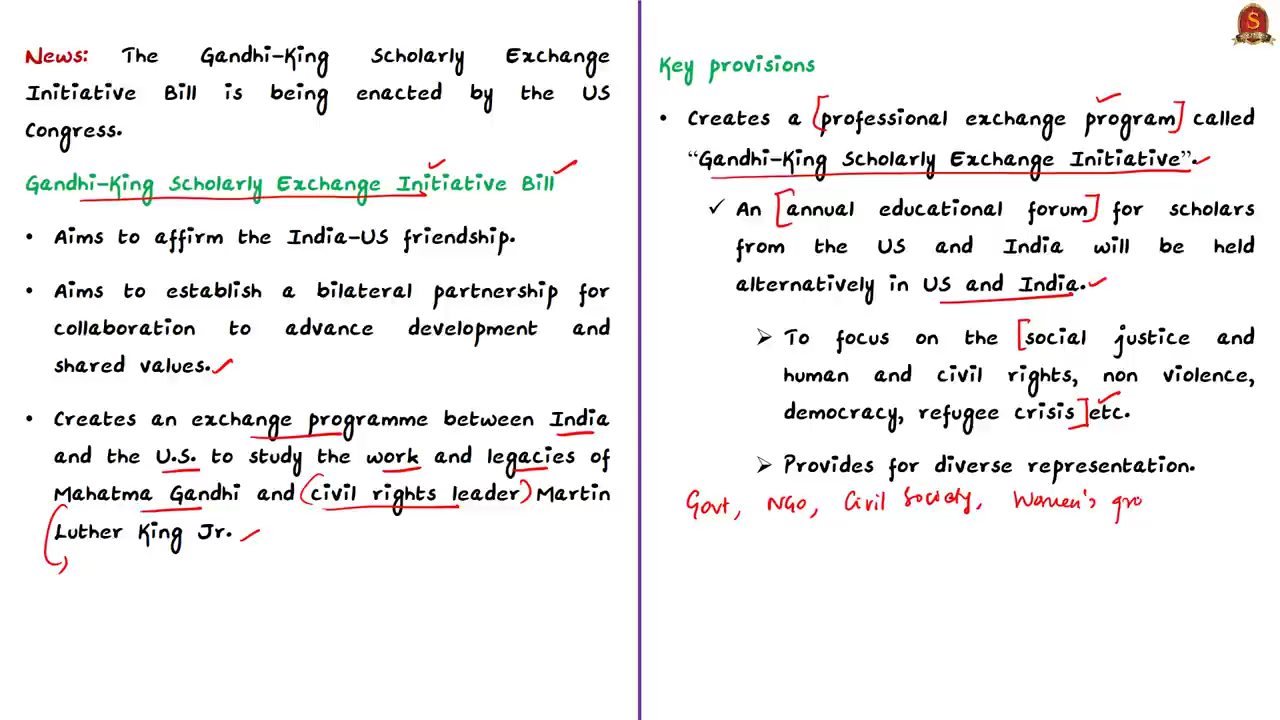 News: The Gandhi-King Scholarly Exchange
Initiative Bill is being enacted by the US
Congress.
Gandhi-King Scholarly Exchange Initiative Bill
• Aims to affirm the India-US friendship.
• Aims to establish a bilateral partnership for
collaboration to advance development and
shared values.
• Creates an exchange programme between India
and the U.S. to study the work and legacies of
Mahatma Gandhi and (civil rights leader) Martin
Luther King Jr.
Key provisions
• Creates a [professional exchange program] called
“Gandhi-King Scholarly Exchange Initiative”.
✓ An [annual educational forum] for scholars
from the US and India will be held
alternatively in US and India.
➢ To focus on the [social justice and
human and civil rights, non violence,
democracy, refugee crisis] etc.
➢ Provides for diverse representation.
Govt, NGO, Civil Society, Women's gro
S